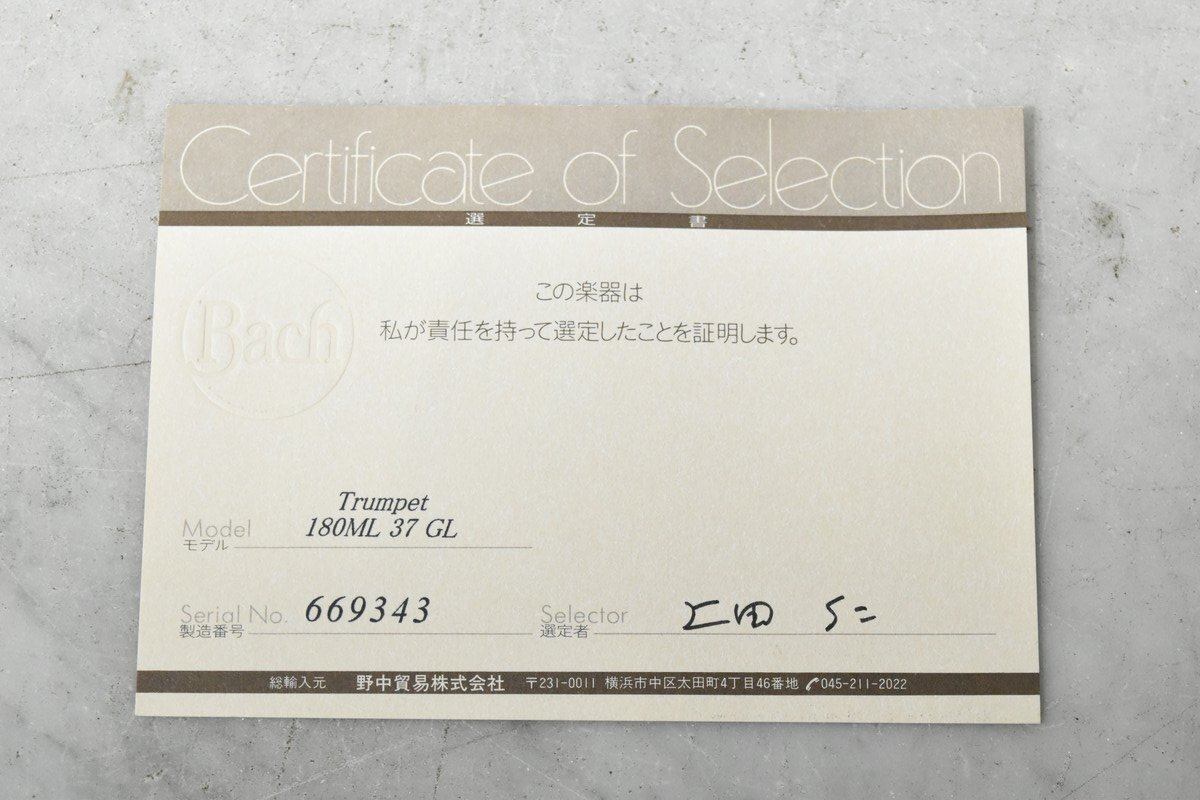 Certificate of Selection
選定書
Bach
この楽器は
私が責任を持って選定したことを証明します。
Trumpet
Model 180ML 37 GL
モデル
Serial No. 669343
製造番号
Selector 上田 仁
選定者
総輸入元 野中貿易株式会社 〒231-0011 横浜市中区太田町4丁目46番地 045-211-2022